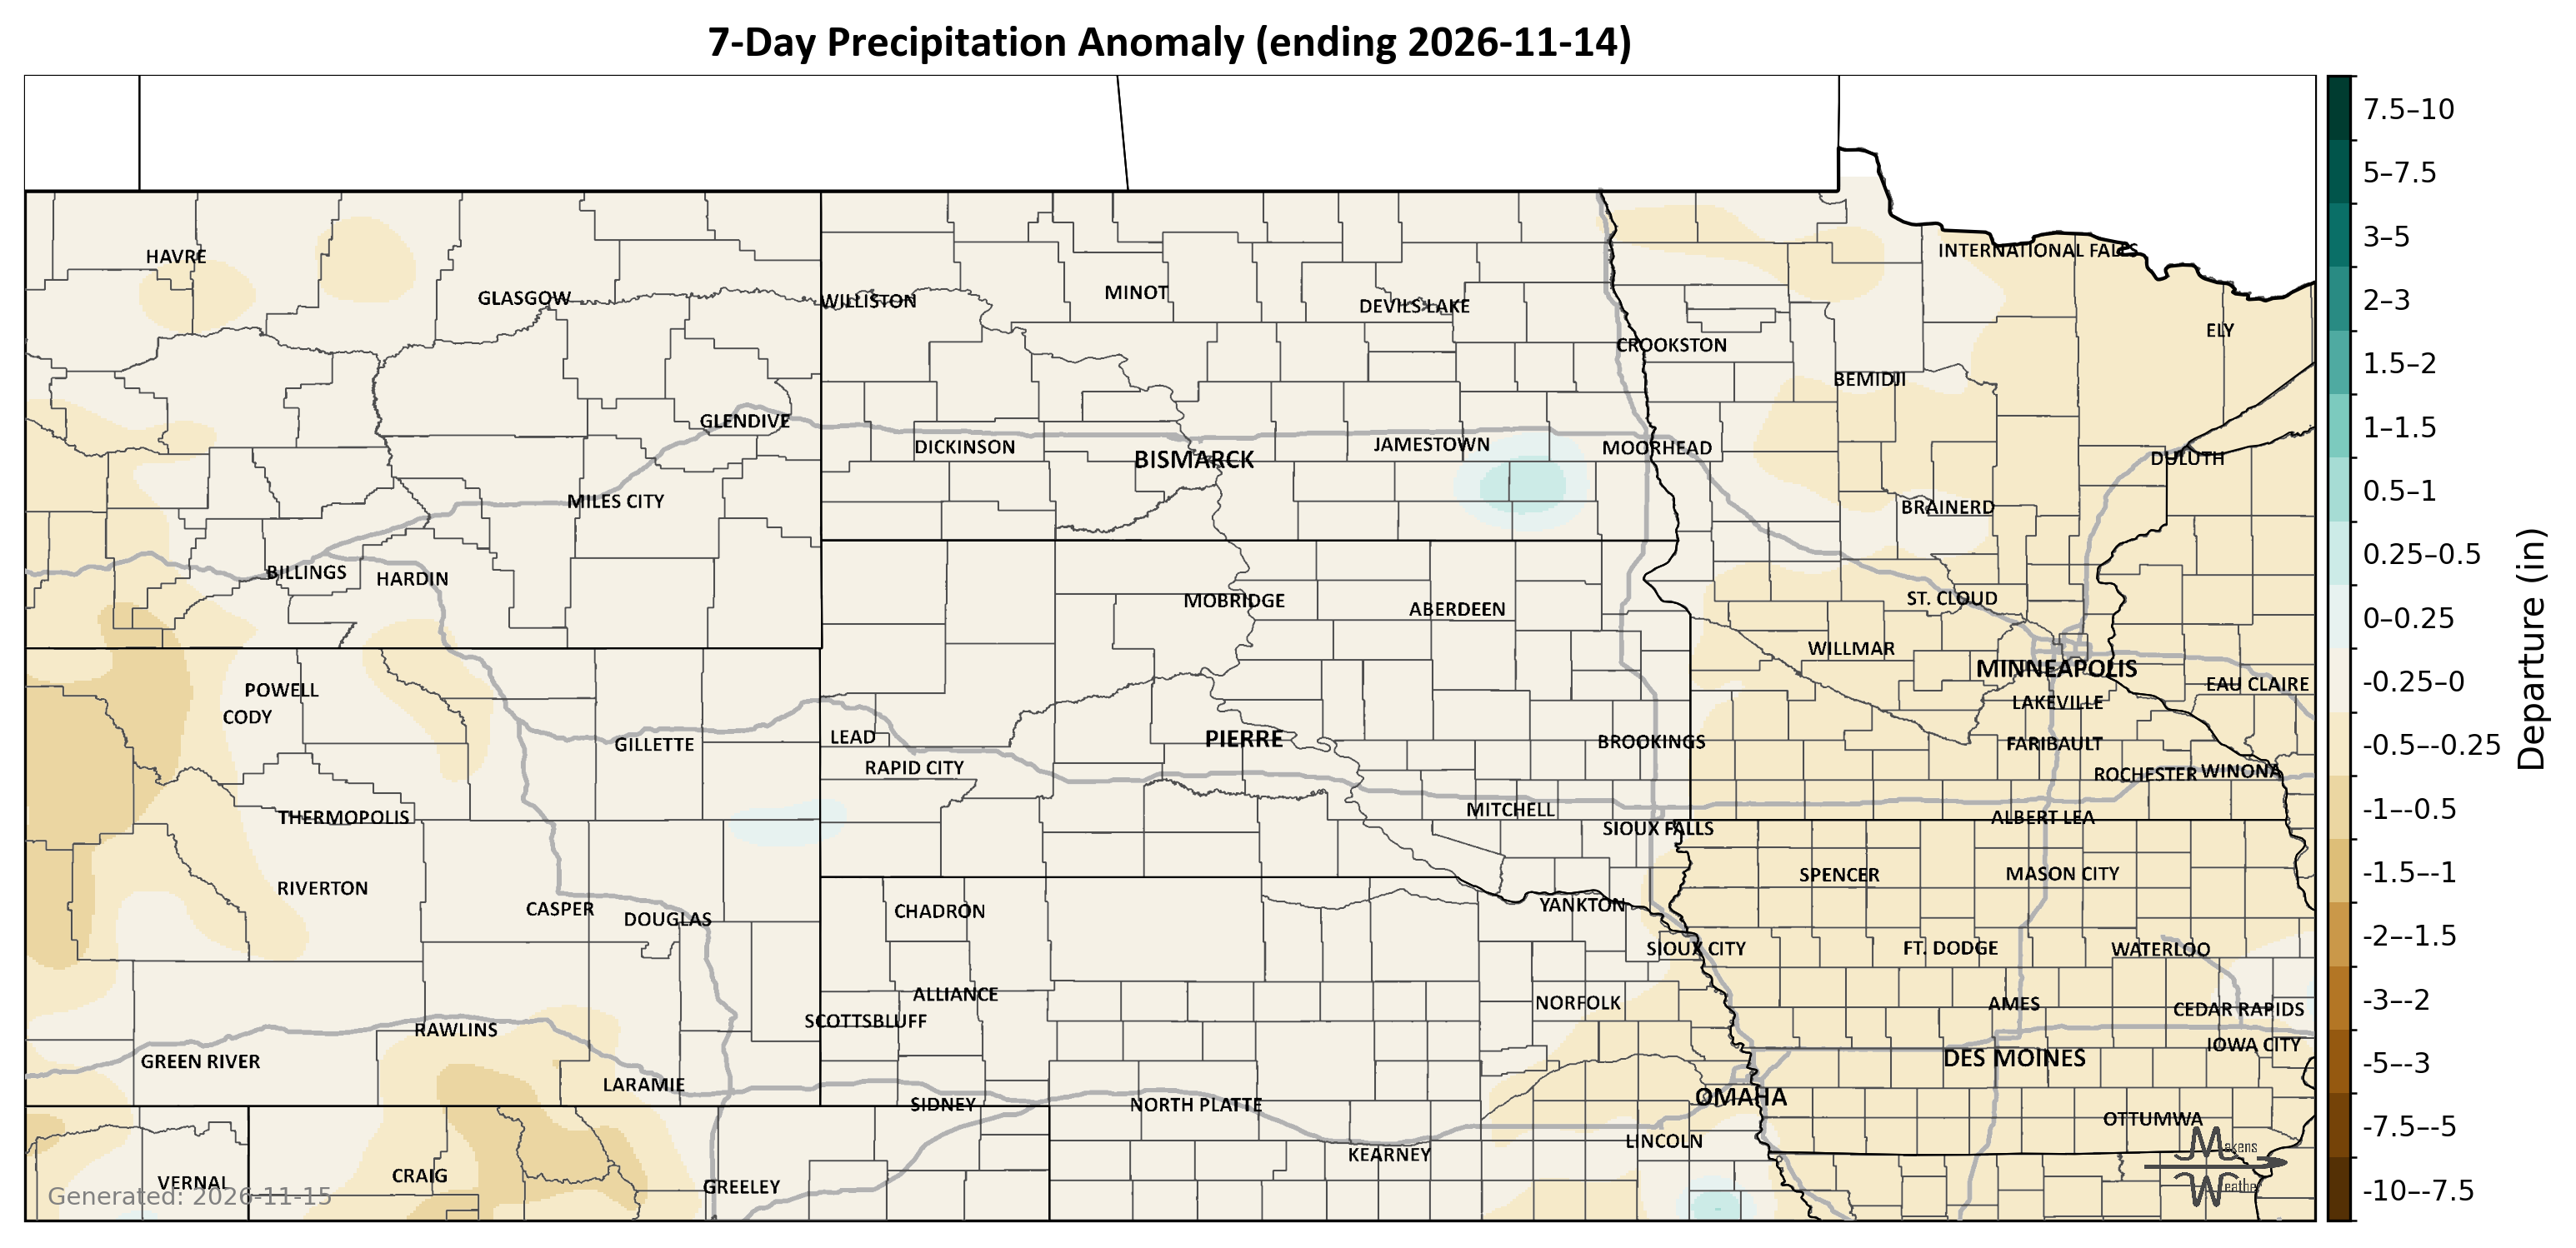 7-Day Precipitation Anomaly (ending 2026-11-14)
7.5–10
5–7.5
3–5
2–3
1.5–2
1–1.5
0.5–1
0.25–0.5
0–0.25
-0.25–0
-0.5–-0.25
-1–-0.5
-1.5–-1
-2–-1.5
-3–-2
-5–-3
-7.5–-5
-10–-7.5
Departure (in)
HAVRE
INTERNATIONAL FALLS
GLASGOW
WILLISTON
MINOT
DEVILS LAKE
ELY
CROOKSTON
BEMIDJI
GLENDIVE
DICKINSON
BISMARCK
JAMESTOWN
MOORHEAD
DULUTH
MILES CITY
BRAINERD
BILLINGS
HARDIN
MOBRIDGE
ABERDEEN
ST. CLOUD
WILLMAR
MINNEAPOLIS
POWELL
EAU CLAIRE
CODY
LAKEVILLE
GILLETTE
LEAD
PIERRE
BROOKINGS
FARIBAULT
RAPID CITY
ROCHESTER
WINONA
THERMOPOLIS
MITCHELL
ALBERT LEA
SIOUX FALLS
RIVERTON
SPENCER
MASON CITY
CASPER
DOUGLAS
CHADRON
YANKTON
SIOUX CITY
FT. DODGE
WATERLOO
ALLIANCE
NORFOLK
AMES
CEDAR RAPIDS
RAWLINS
SCOTTSBLUFF
IOWA CITY
GREEN RIVER
DES MOINES
LARAMIE
OMAHA
SIDNEY
NORTH PLATTE
OTTUMWA
LINCOLN
KEARNEY
VERNAL
CRAIG
GREELEY
Generated: 2026-11-15
Makens
Weather